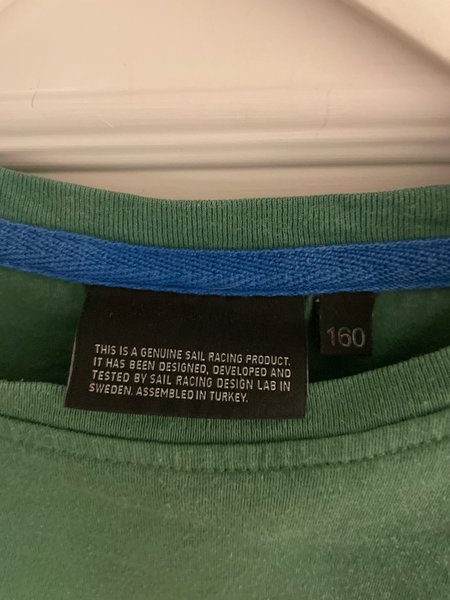 THIS IS A GENUINE SAIL RACING PRODUCT.
IT HAS BEEN DESIGNED, DEVELOPED AND
TESTED BY SAIL RACING DESIGN LAB IN
SWEDEN. ASSEMBLED IN TURKEY.
160